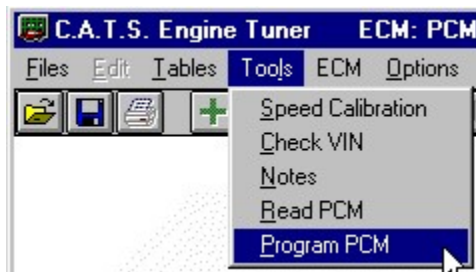 C.A.T.S. Engine Tuner ECM: PCM
Files Edit Tables Tools ECM Options
Speed Calibration
Check VIN
Notes
Read PCM
Program PCM